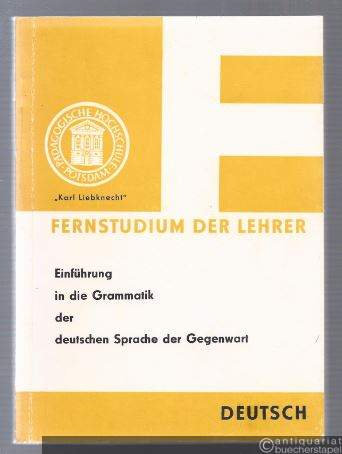 PÄDAGOGISCHE HOCHSCHULE · POTSDAM ·
„Karl Liebknecht“
FERNSTUDIUM DER LEHRER
Einführung
in die Grammatik
der
deutschen Sprache der Gegenwart
DEUTSCH
antiquariat
buecherstapel